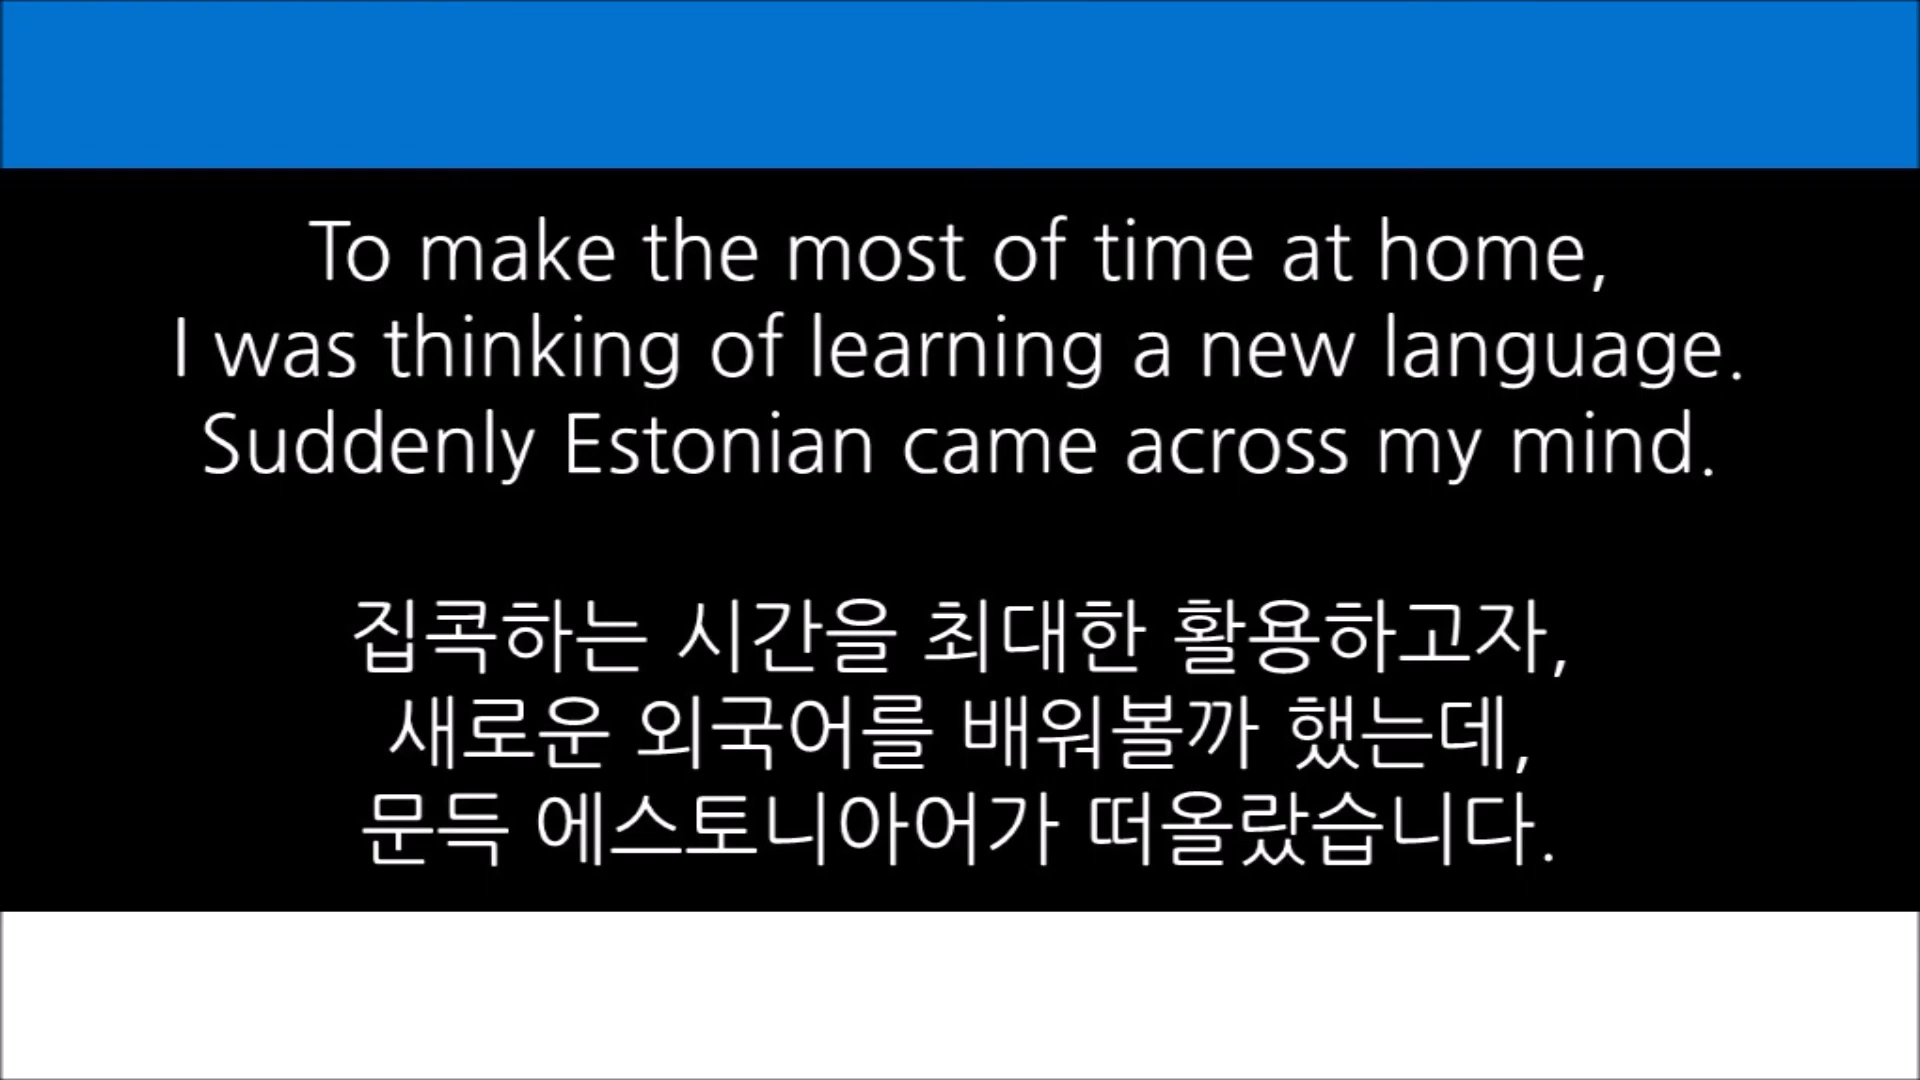 To make the most of time at home,
I was thinking of learning a new language.
Suddenly Estonian came across my mind.
집콕하는 시간을 최대한 활용하고자,
새로운 외국어를 배워볼까 했는데,
문득 에스토니아어가 떠올랐습니다.